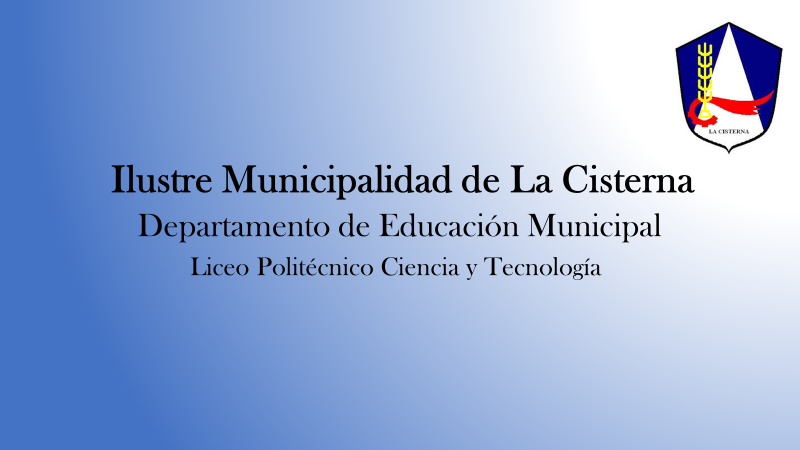 LA CISTERNA
Ilustre Municipalidad de La Cisterna
Departamento de Educación Municipal
Liceo Politécnico Ciencia y Tecnología